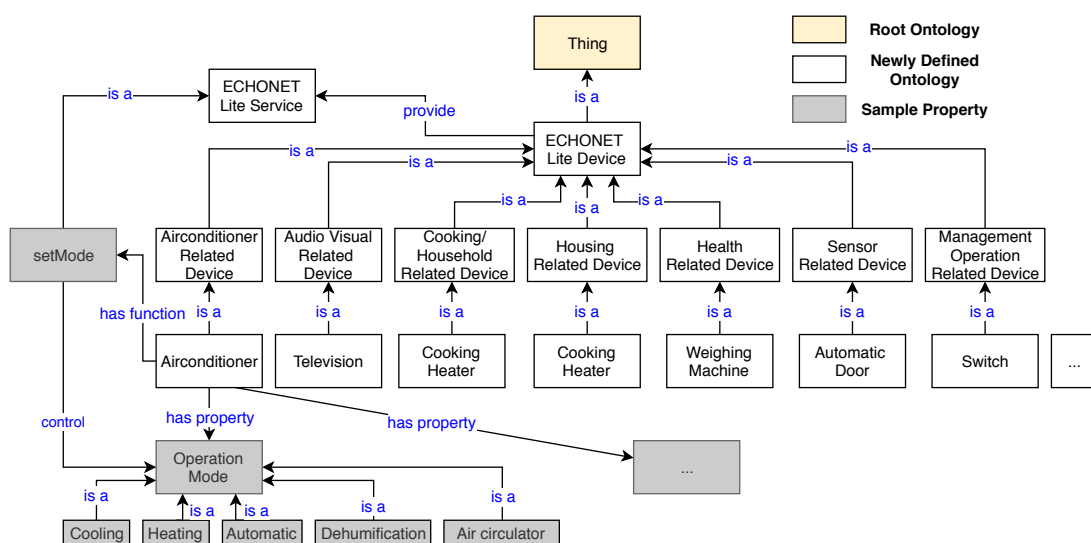 Thing
Root Ontology
Newly Defined
Ontology
Sample Property
is a
ECHONET
Lite Service
is a
provide
ECHONET
Lite Device
is a
is a
is a
is a
is a
is a
is a
is a
setMode
Airconditioner
Related
Device
Audio Visual
Related
Device
Cooking/
Household
Related Device
Housing
Related Device
Health
Related Device
Sensor
Related Device
Management
Operation
Related Device
has function
is a
is a
is a
is a
is a
is a
is a
Airconditioner
Television
Cooking
Heater
Cooking
Heater
Weighing
Machine
Automatic
Door
Switch
...
control
has property
has property
Operation
Mode
...
is a
is a
is a
is a
is a
Cooling
Heating
Automatic
Dehumification
Air circulator